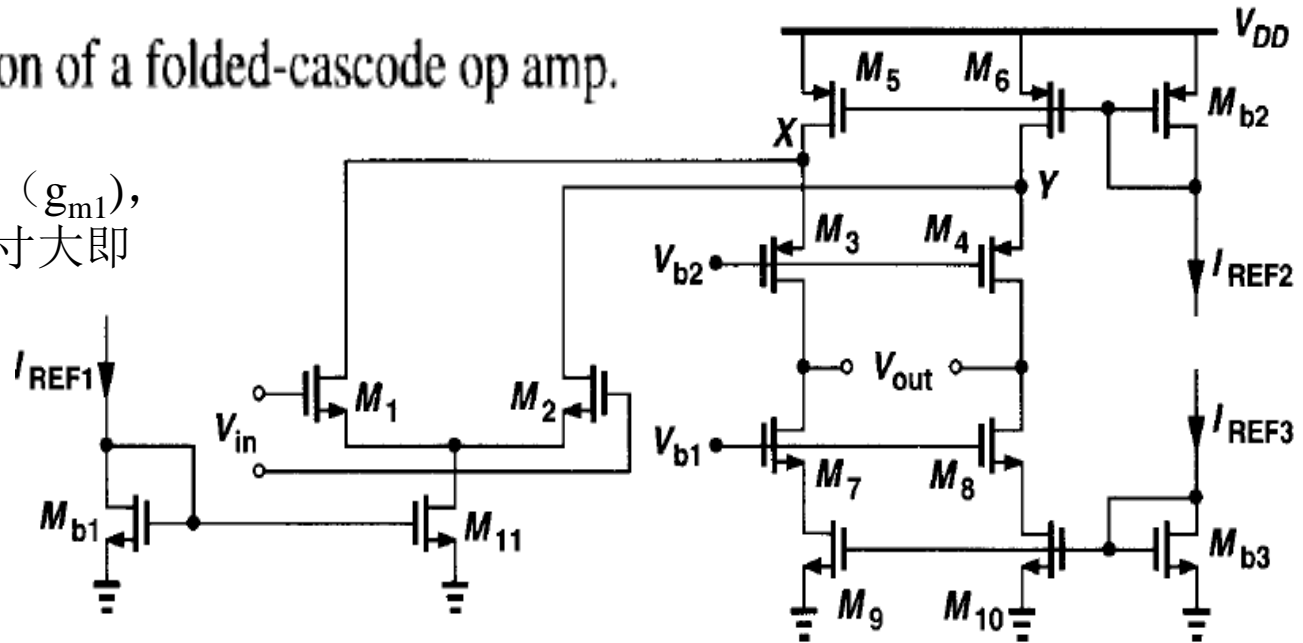 on of a folded-cascode op amp.
（gm1),
寸大即
VDD
M5
M6
Mb2
X
Y
M3
M4
Vb2
IREF2
IREF1
M1
M2
Vout
Vin
Vb1
IREF3
M7
M8
Mb1
M11
Mb3
M9
M10